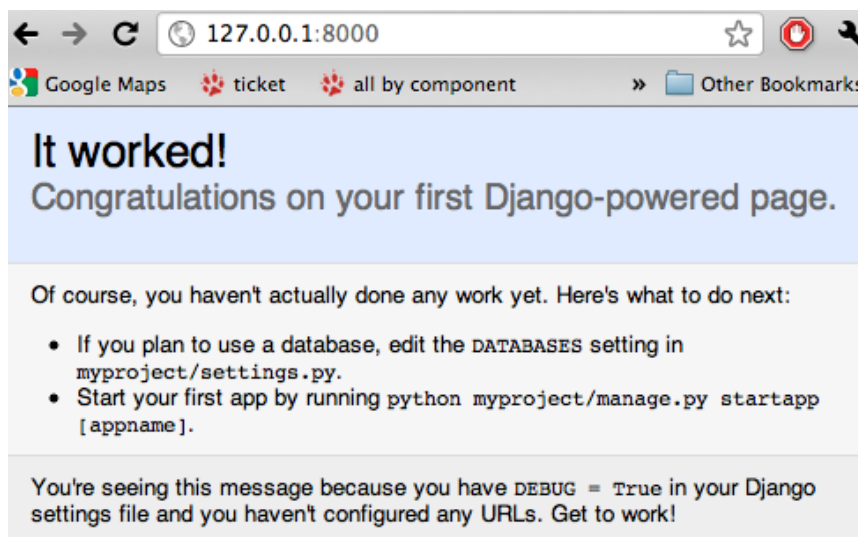 127.0.0.1:8000
Google Maps ticket all by component » Other Bookmarks
It worked!
Congratulations on your first Django-powered page.
Of course, you haven't actually done any work yet. Here's what to do next:
• If you plan to use a database, edit the DATABASES setting in
myproject/settings.py.
• Start your first app by running python myproject/manage.py startapp
[appname].
You're seeing this message because you have DEBUG = True in your Django
settings file and you haven't configured any URLs. Get to work!